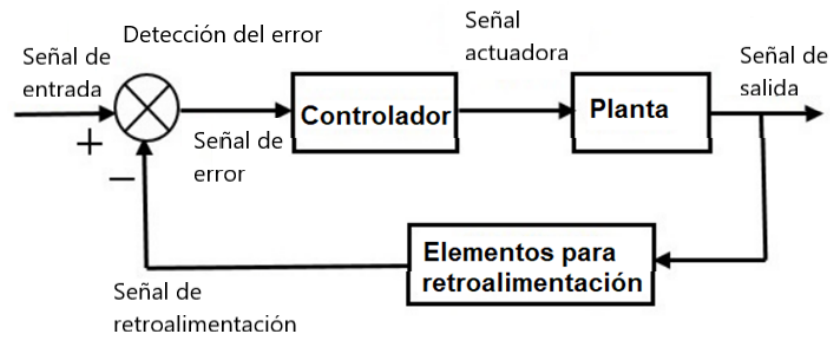 Señal de
entrada
Detección del error
Señal
actuadora
Señal de
salida
Controlador
Planta
+
Señal de
error
−
Elementos para
retroalimentación
Señal de
retroalimentación